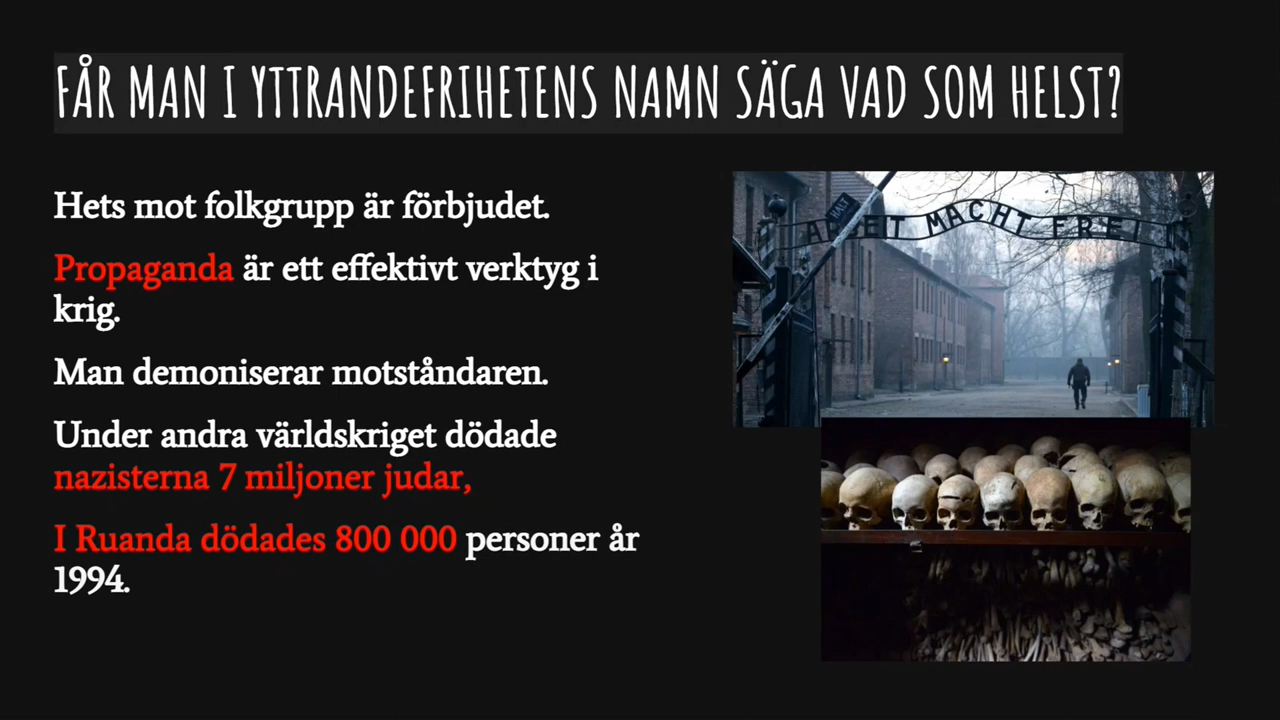 FÅR MAN I YTTRANDEFRIHETENS NAMN SÄGA VAD SOM HELST?
Hets mot folkgrupp är förbjudet.
Propaganda är ett effektivt verktyg i
krig.
Man demoniserar motståndaren.
Under andra världskriget dödade
nazisterna 7 miljoner judar,
I Ruanda dödades 800 000 personer år
1994.
HALT
ARBEIT MACHT FREI